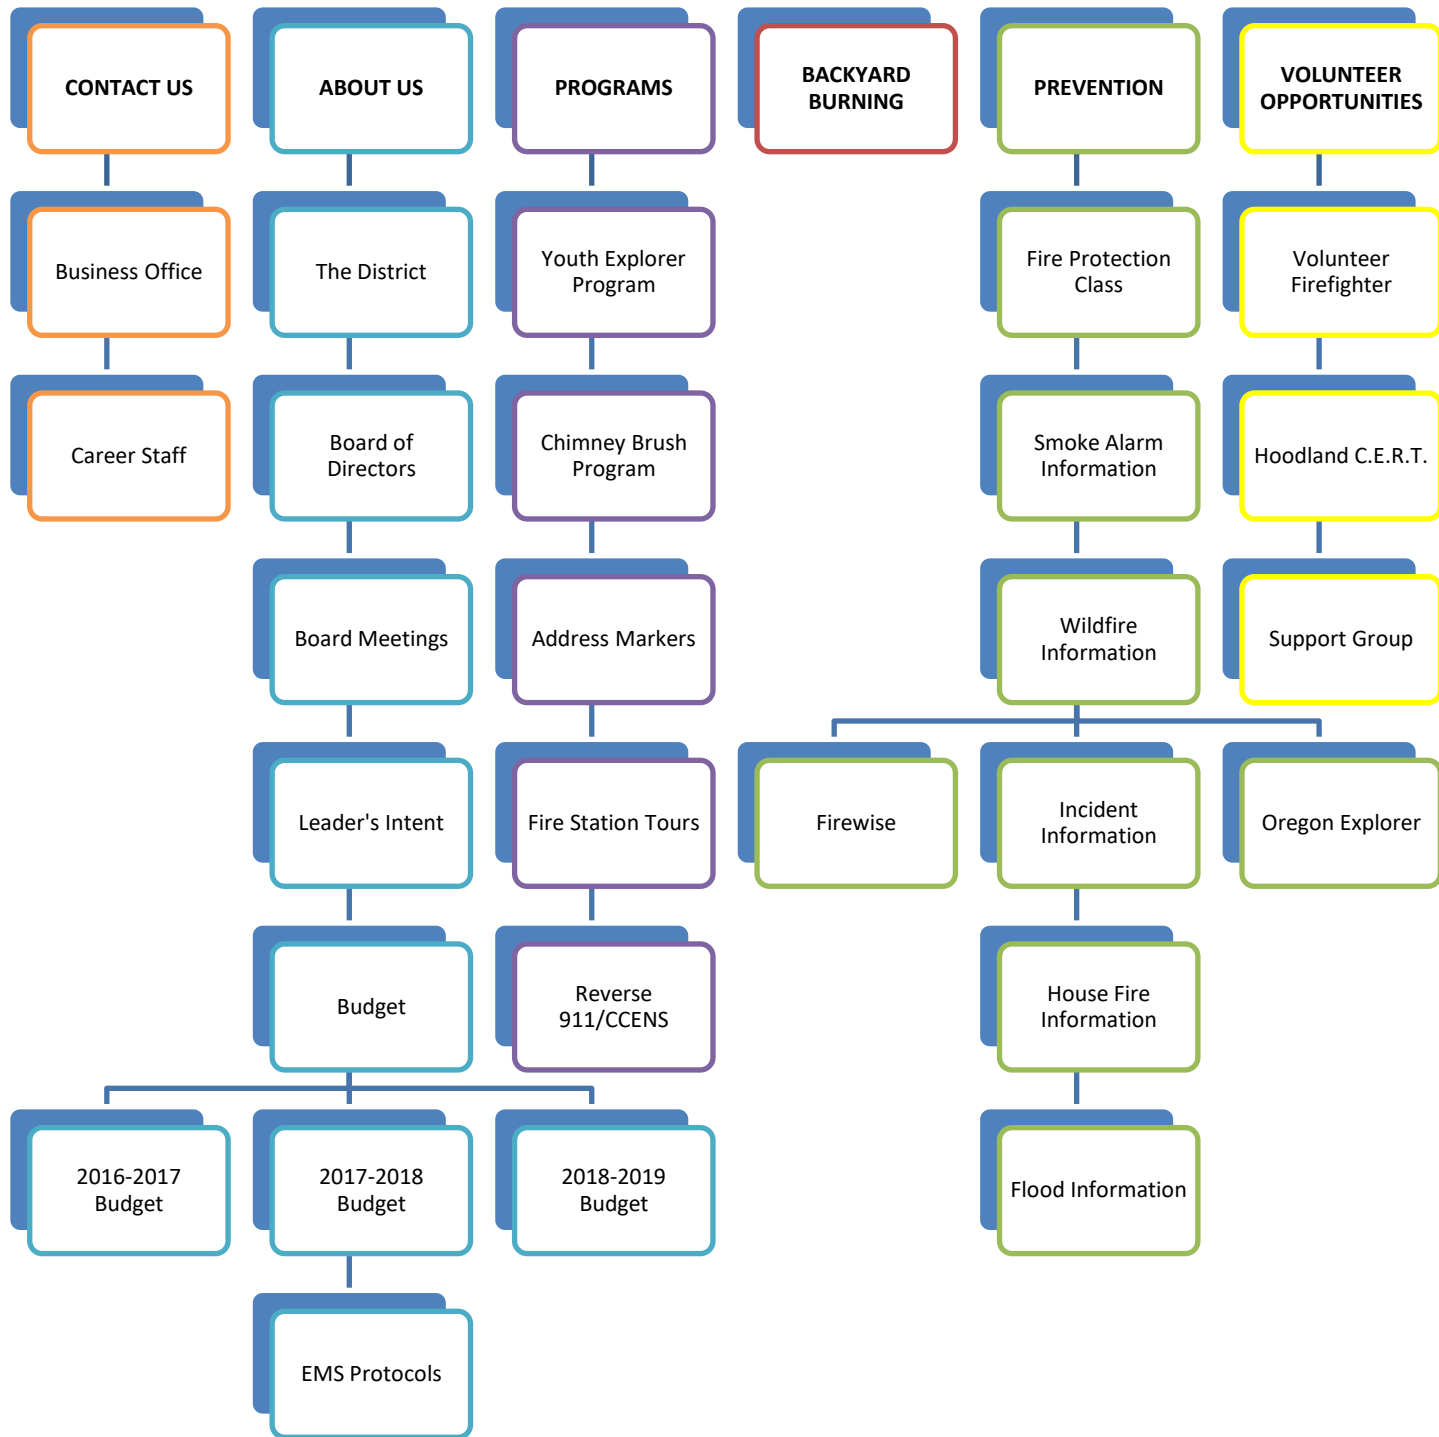 CONTACT US
ABOUT US
PROGRAMS
BACKYARD
BURNING
PREVENTION
VOLUNTEER
OPPORTUNITIES
Business Office
The District
Youth Explorer
Program
Fire Protection
Class
Volunteer
Firefighter
Career Staff
Board of
Directors
Chimney Brush
Program
Smoke Alarm
Information
Hoodland C.E.R.T.
Board Meetings
Address Markers
Wildfire
Information
Support Group
Leader's Intent
Fire Station Tours
Firewise
Incident
Information
Oregon Explorer
Budget
Reverse
911/CCENS
House Fire
Information
2016-2017
Budget
2017-2018
Budget
2018-2019
Budget
Flood Information
EMS Protocols